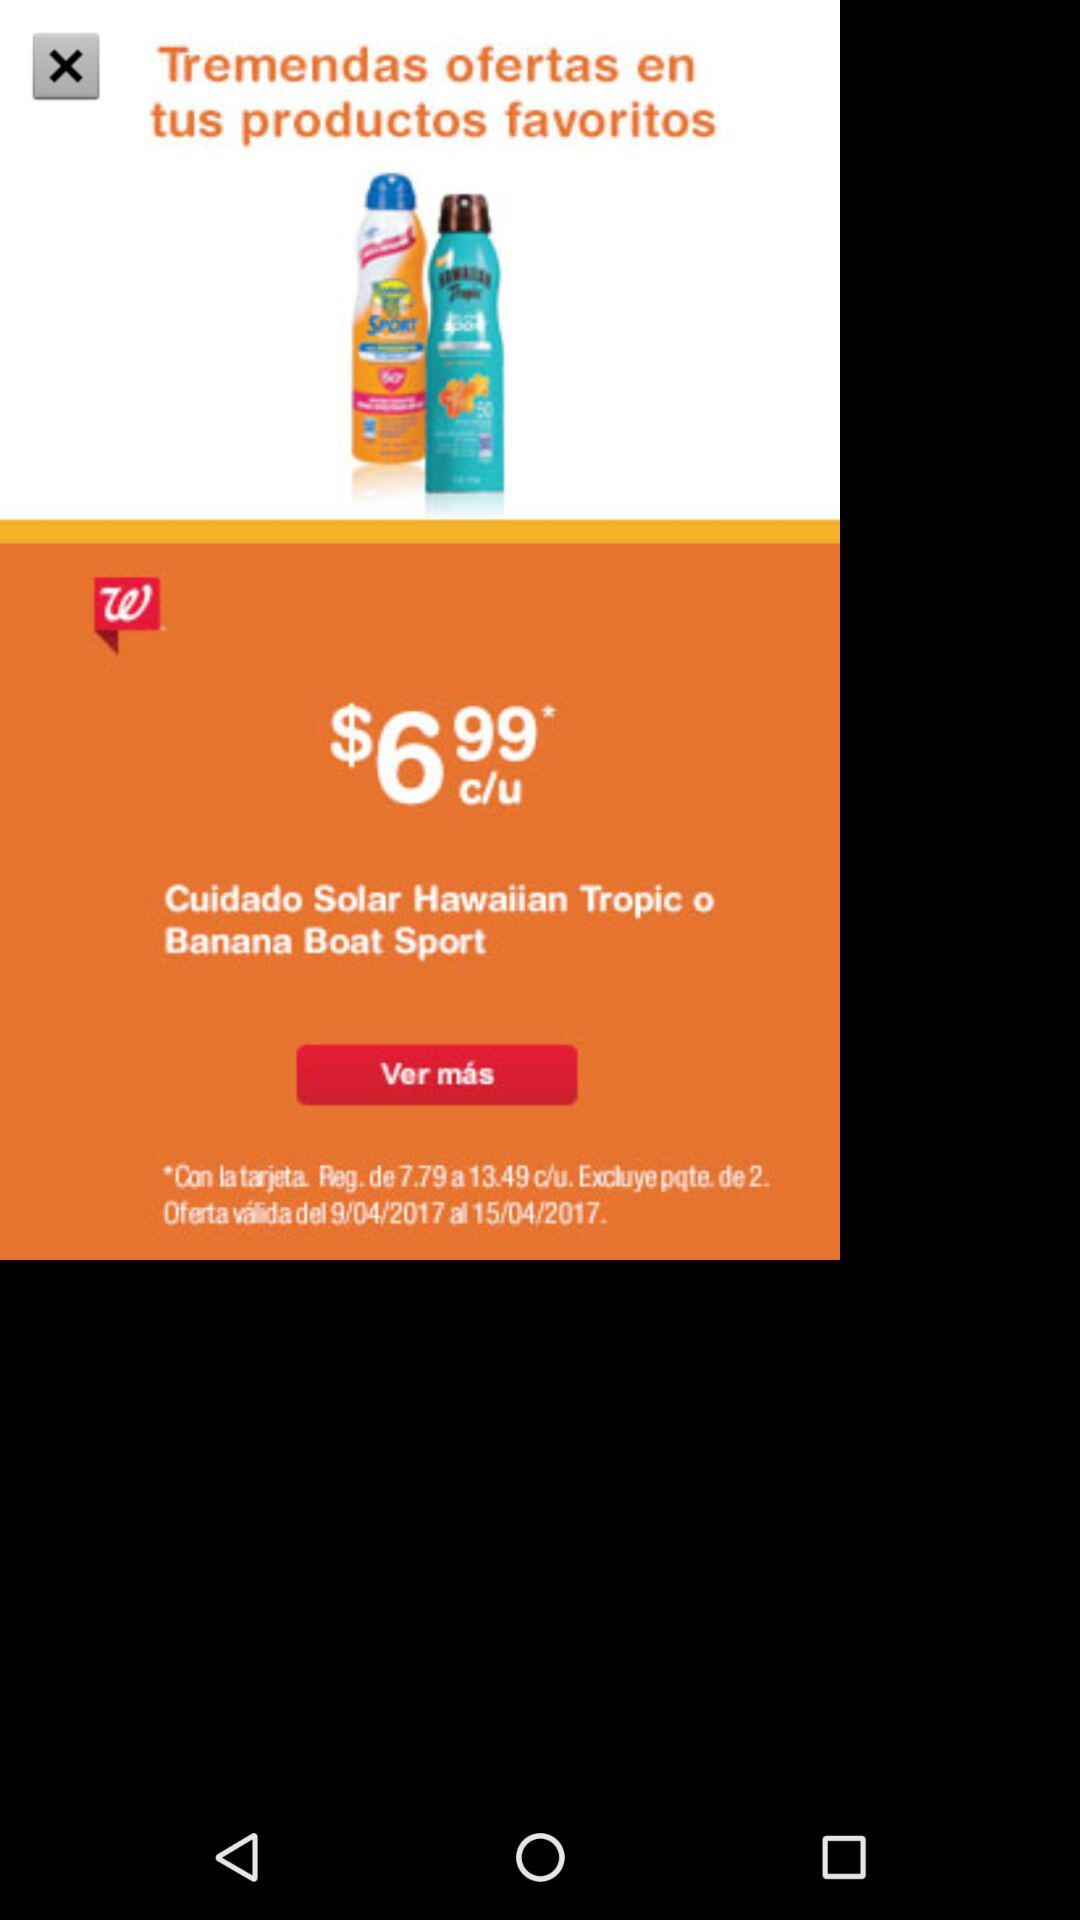 Tremendas ofertas en
tus productos favoritos
SPORT
HAWAIIAN
Tropic
SPORT
50
W
$6 99*
c/u
Cuidado Solar Hawaiian Tropic o
Banana Boat Sport
Ver más
*Con la tarjeta. Reg. de 7.79 a 13.49 c/u. Excluye pqte. de 2.
Oferta válida del 9/04/2017 al 15/04/2017.